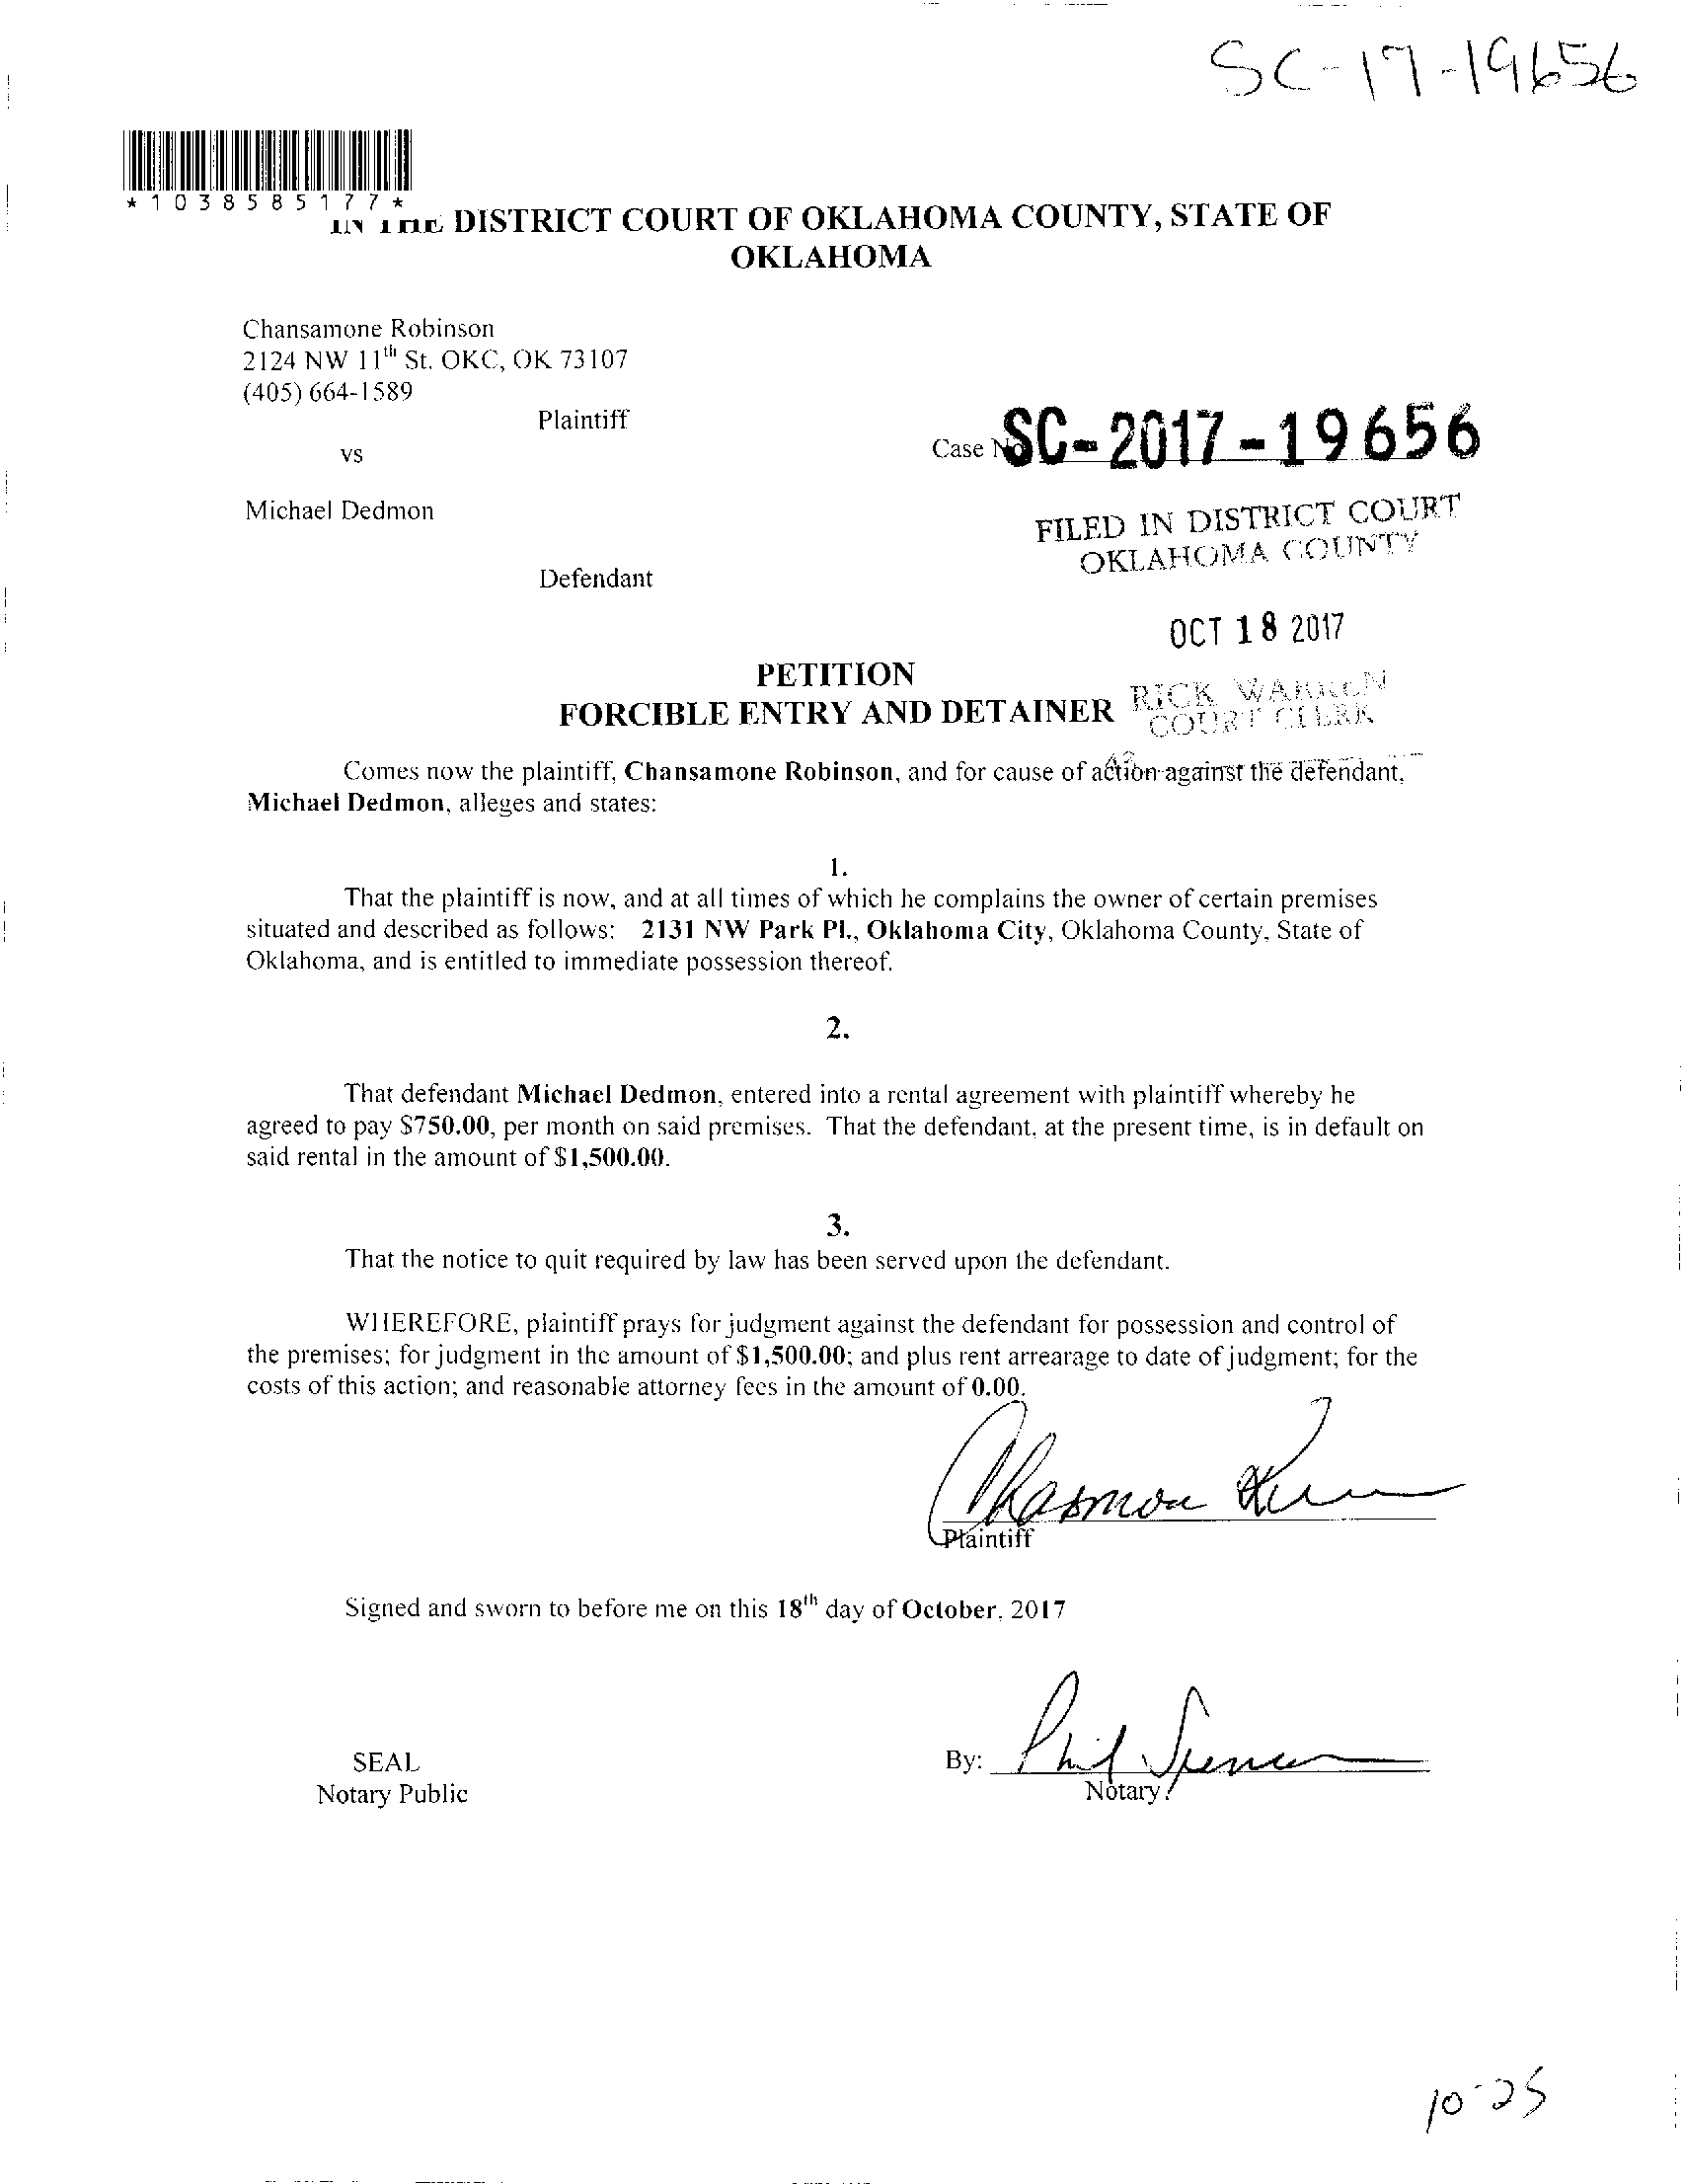 SC-17-19656
*1038585177*
IN THE DISTRICT COURT OF OKLAHOMA COUNTY, STATE OF
OKLAHOMA
Chansamone Robinson
2124 NW 11th St. OKC, OK 73107
(405) 664-1589
Plaintiff
vs
Case No SC-2017-19656
Michael Dedmon
FILED IN DISTRICT COURT
OKLAHOMA COUNTY
Defendant
OCT 18 2017
PETITION
RICK WARREN
FORCIBLE ENTRY AND DETAINER
COURT CLERK
Comes now the plaintiff, Chansamone Robinson, and for cause of action against the defendant,
Michael Dedmon, alleges and states:
1.
That the plaintiff is now, and at all times of which he complains the owner of certain premises
situated and described as follows: 2131 NW Park Pl., Oklahoma City, Oklahoma County, State of
Oklahoma, and is entitled to immediate possession thereof.
2.
That defendant Michael Dedmon, entered into a rental agreement with plaintiff whereby he
agreed to pay $750.00, per month on said premises. That the defendant, at the present time, is in default on
said rental in the amount of $1,500.00.
3.
That the notice to quit required by law has been served upon the defendant.
WHEREFORE, plaintiff prays for judgment against the defendant for possession and control of
the premises; for judgment in the amount of $1,500.00; and plus rent arrearage to date of judgment; for the
costs of this action; and reasonable attorney fees in the amount of 0.00.
Plaintiff
Signed and sworn to before me on this 18th day of October, 2017
SEAL
By: Phil Spencer
Notary Public
Notary
10-25